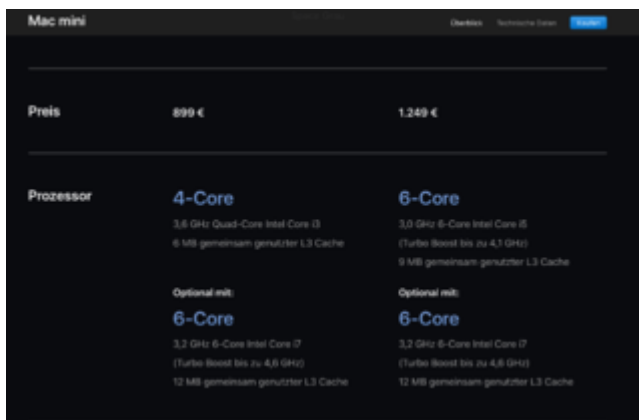 Mac mini
Überblick Technische Daten Kaufen
Preis 899 € 1.249 €
Prozessor 4-Core 6-Core
3,6 GHz Quad-Core Intel Core i3 3,0 GHz 6-Core Intel Core i5
6 MB gemeinsam genutzter L3 Cache (Turbo Boost bis zu 4,1 GHz)
9 MB gemeinsam genutzter L3 Cache
Optional mit: Optional mit:
6-Core 6-Core
3,2 GHz 6-Core Intel Core i7 3,2 GHz 6-Core Intel Core i7
(Turbo Boost bis zu 4,6 GHz) (Turbo Boost bis zu 4,6 GHz)
12 MB gemeinsam genutzter L3 Cache 12 MB gemeinsam genutzter L3 Cache